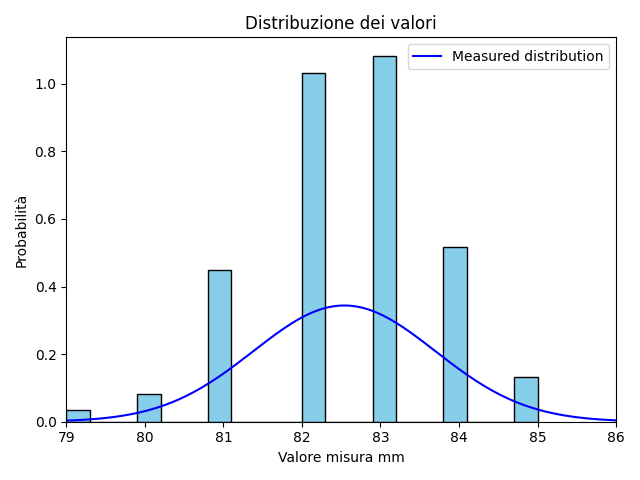 Distribuzione dei valori
Measured distribution
Probabilità
1.0
0.8
0.6
0.4
0.2
0.0
79 80 81 82 83 84 85 86
Valore misura mm